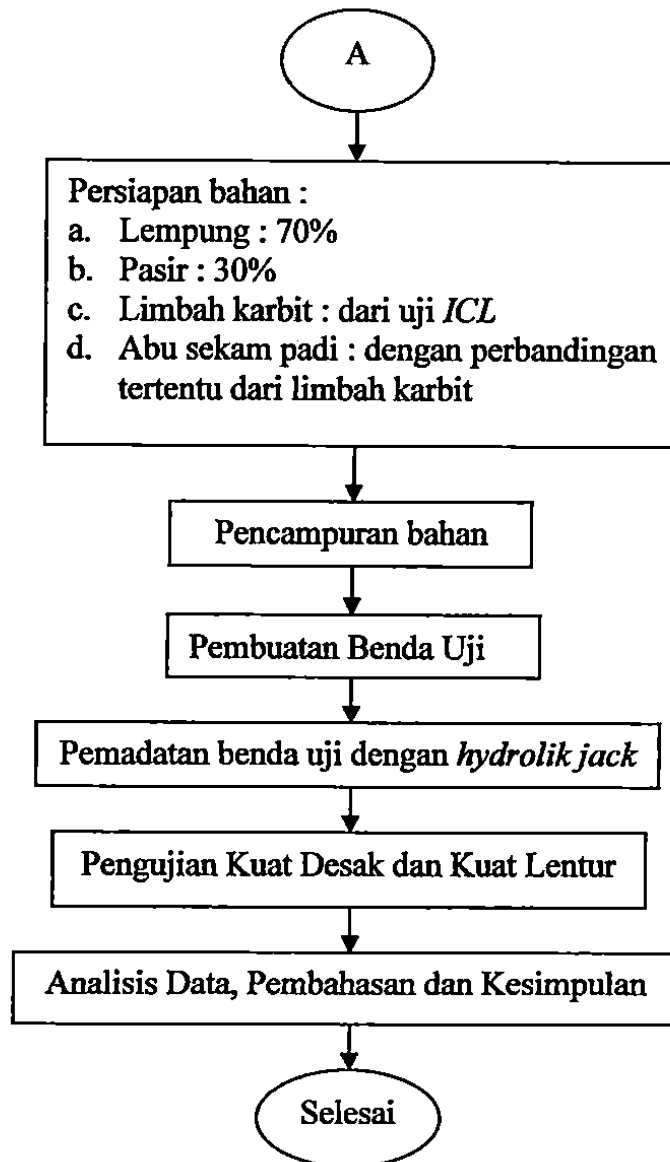 A
Persiapan bahan :
a. Lempung : 70%
b. Pasir : 30%
c. Limbah karbit : dari uji ICL
d. Abu sekam padi : dengan perbandingan
tertentu dari limbah karbit
Pencampuran bahan
Pembuatan Benda Uji
Pemadatan benda uji dengan hydrolik jack
Pengujian Kuat Desak dan Kuat Lentur
Analisis Data, Pembahasan dan Kesimpulan
Selesai